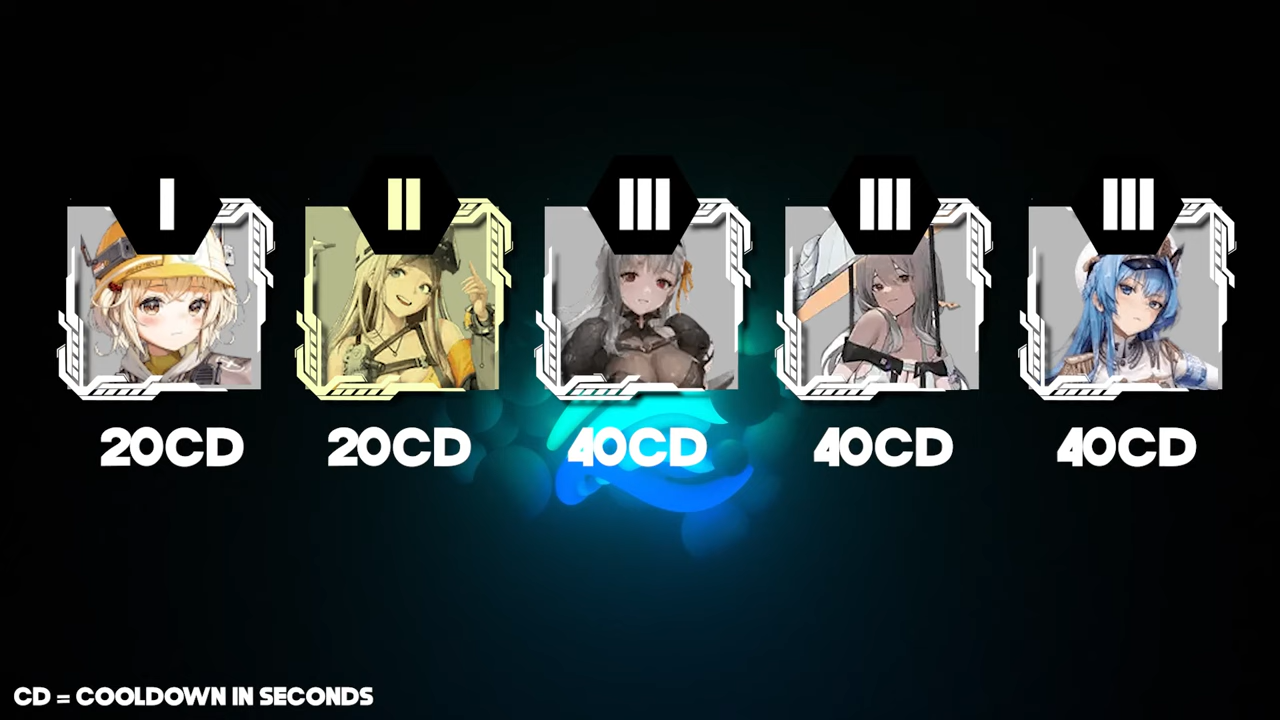 I
II
III
III
III
20CD
20CD
40CD
40CD
40CD
CD = COOLDOWN IN SECONDS